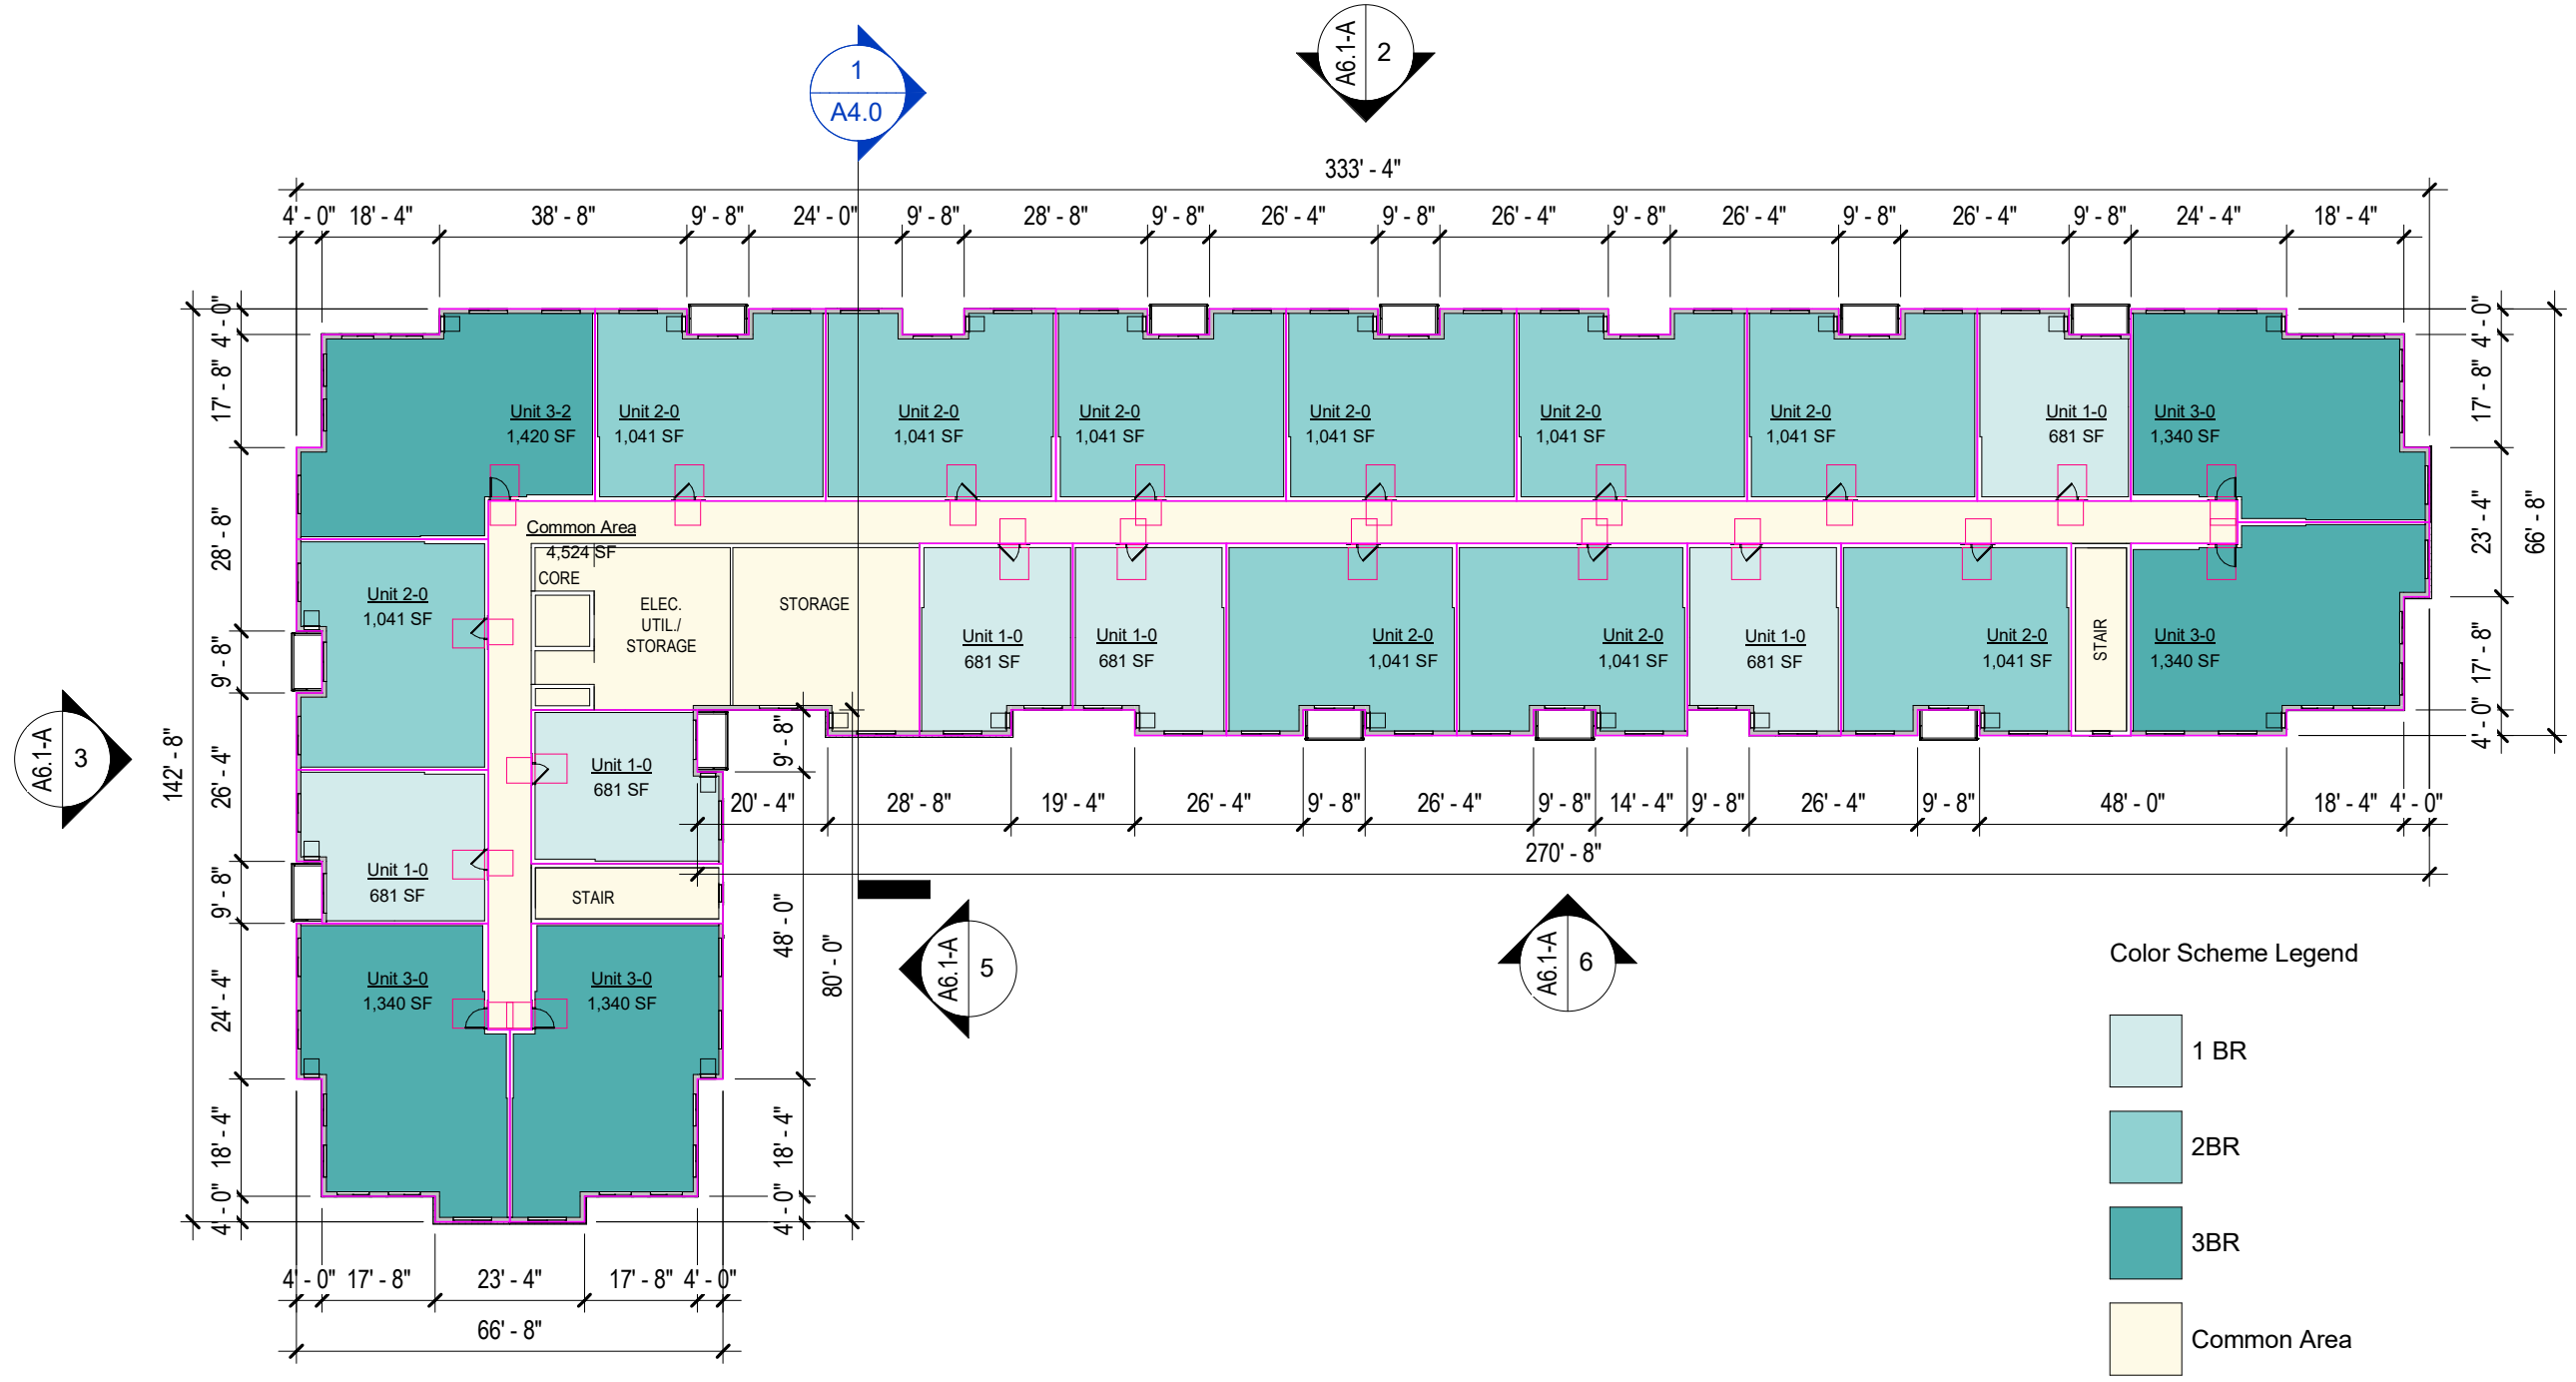 1
A4.0
A6.1-A
2
333' - 4"
4' - 0" 18' - 4" 38' - 8" 9' - 8" 24' - 0" 9' - 8" 28' - 8" 9' - 8" 26' - 4" 9' - 8" 26' - 4" 9' - 8" 26' - 4" 9' - 8" 26' - 4" 9' - 8" 24' - 4" 18' - 4"
142' - 8"
4' - 0"
17' - 8"
28' - 8"
9' - 8"
26' - 4"
9' - 8"
24' - 4"
18' - 4"
4' - 0"
A6.1-A
3
Unit 3-2
1,420 SF
Unit 2-0
1,041 SF
Unit 2-0
1,041 SF
Unit 2-0
1,041 SF
Unit 2-0
1,041 SF
Unit 2-0
1,041 SF
Unit 2-0
1,041 SF
Unit 1-0
681 SF
Unit 3-0
1,340 SF
4' - 0"
17' - 8"
23' - 4"
17' - 8"
4' - 0"
66' - 8"
Common Area
4,524 SF
CORE
ELEC.
UTIL./
STORAGE
STORAGE
Unit 2-0
1,041 SF
Unit 1-0
681 SF
Unit 1-0
681 SF
Unit 2-0
1,041 SF
Unit 2-0
1,041 SF
Unit 1-0
681 SF
Unit 2-0
1,041 SF
STAIR
Unit 3-0
1,340 SF
Unit 1-0
681 SF
9' - 8"
20' - 4" 28' - 8" 19' - 4" 26' - 4" 9' - 8" 26' - 4" 9' - 8" 14' - 4" 9' - 8" 26' - 4" 9' - 8" 48' - 0" 18' - 4" 4' - 0"
270' - 8"
Unit 1-0
681 SF
STAIR
48' - 0"
80' - 0"
18' - 4"
4' - 0"
Unit 3-0
1,340 SF
Unit 3-0
1,340 SF
A6.1-A
5
A6.1-A
6
4' - 0" 17' - 8" 23' - 4" 17' - 8" 4' - 0"
66' - 8"
Color Scheme Legend
1 BR
2BR
3BR
Common Area